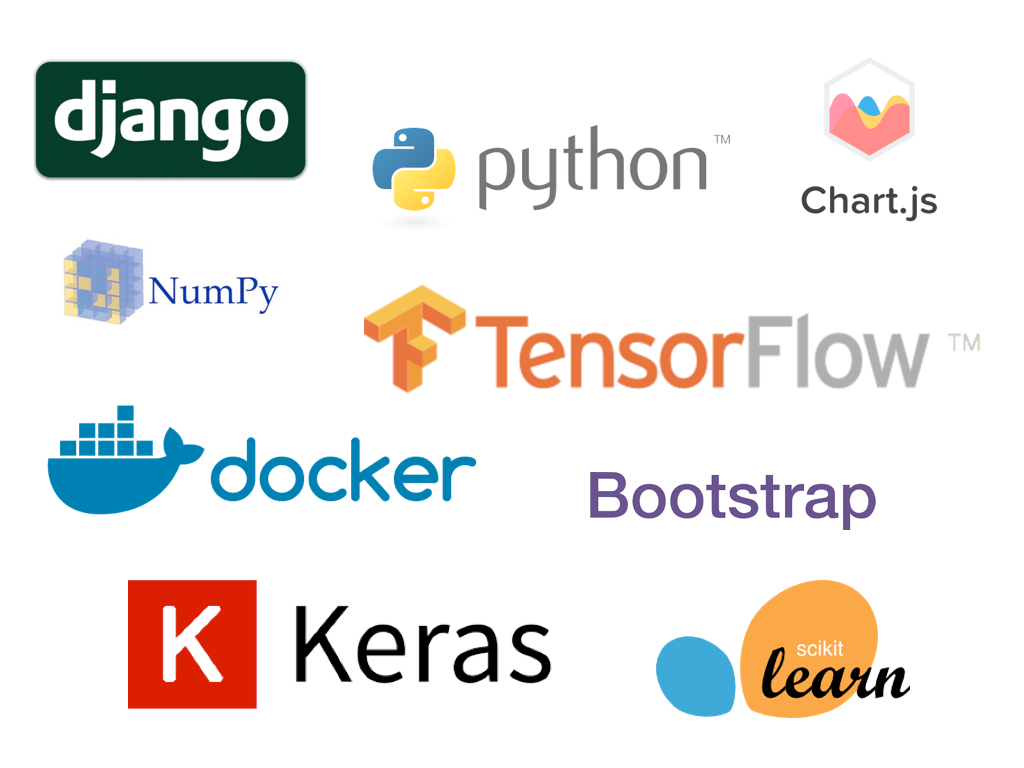 django
python™
Chart.js
NumPy
TensorFlow™
docker
Bootstrap
K Keras
scikit
learn